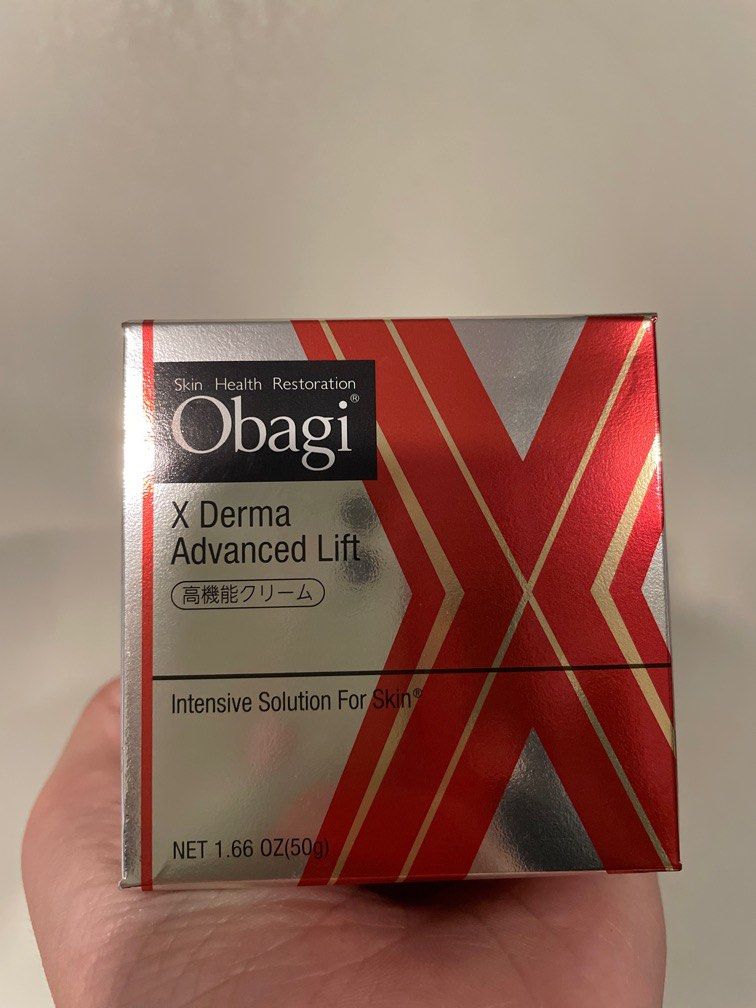 Skin Health Restoration
Obagi®
X Derma
Advanced Lift
高機能クリーム
Intensive Solution For Skin®
NET 1.66 OZ(50g)